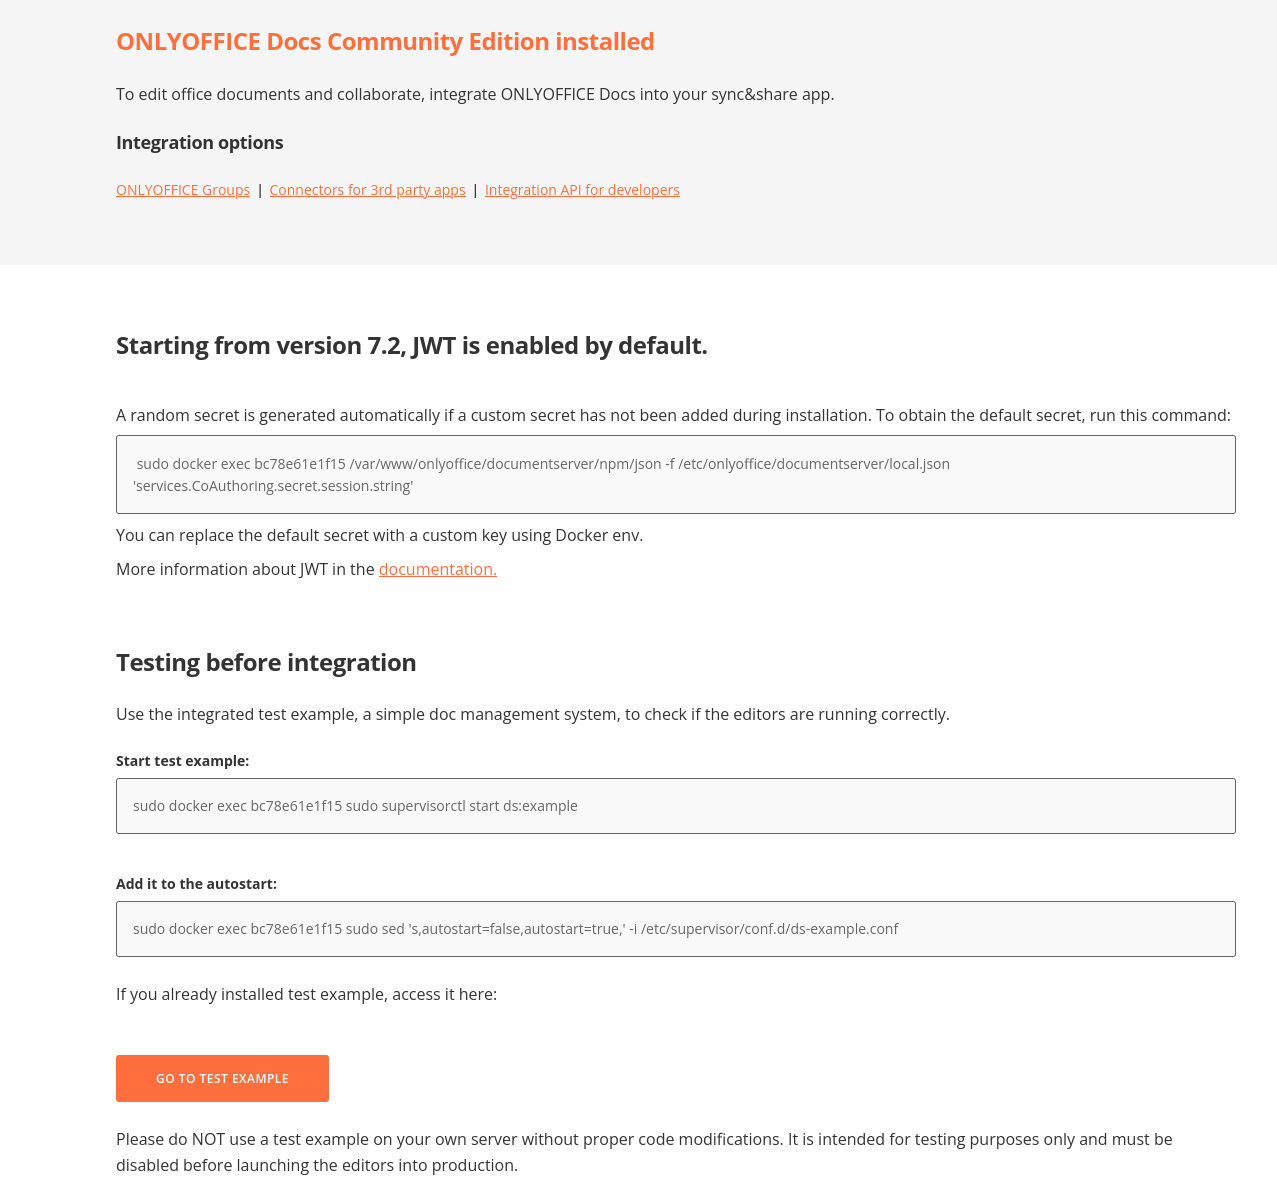 ONLYOFFICE Docs Community Edition installed
To edit office documents and collaborate, integrate ONLYOFFICE Docs into your sync&share app.
Integration options
ONLYOFFICE Groups | Connectors for 3rd party apps | Integration API for developers
Starting from version 7.2, JWT is enabled by default.
A random secret is generated automatically if a custom secret has not been added during installation. To obtain the default secret, run this command:
sudo docker exec bc78e61e1f15 /var/www/onlyoffice/documentserver/npm/json -f /etc/onlyoffice/documentserver/local.json
'services.CoAuthoring.secret.session.string'
You can replace the default secret with a custom key using Docker env.
More information about JWT in the documentation.
Testing before integration
Use the integrated test example, a simple doc management system, to check if the editors are running correctly.
Start test example:
sudo docker exec bc78e61e1f15 sudo supervisorctl start ds:example
Add it to the autostart:
sudo docker exec bc78e61e1f15 sudo sed 's,autostart=false,autostart=true,' -i /etc/supervisor/conf.d/ds-example.conf
If you already installed test example, access it here:
GO TO TEST EXAMPLE
Please do NOT use a test example on your own server without proper code modifications. It is intended for testing purposes only and must be
disabled before launching the editors into production.